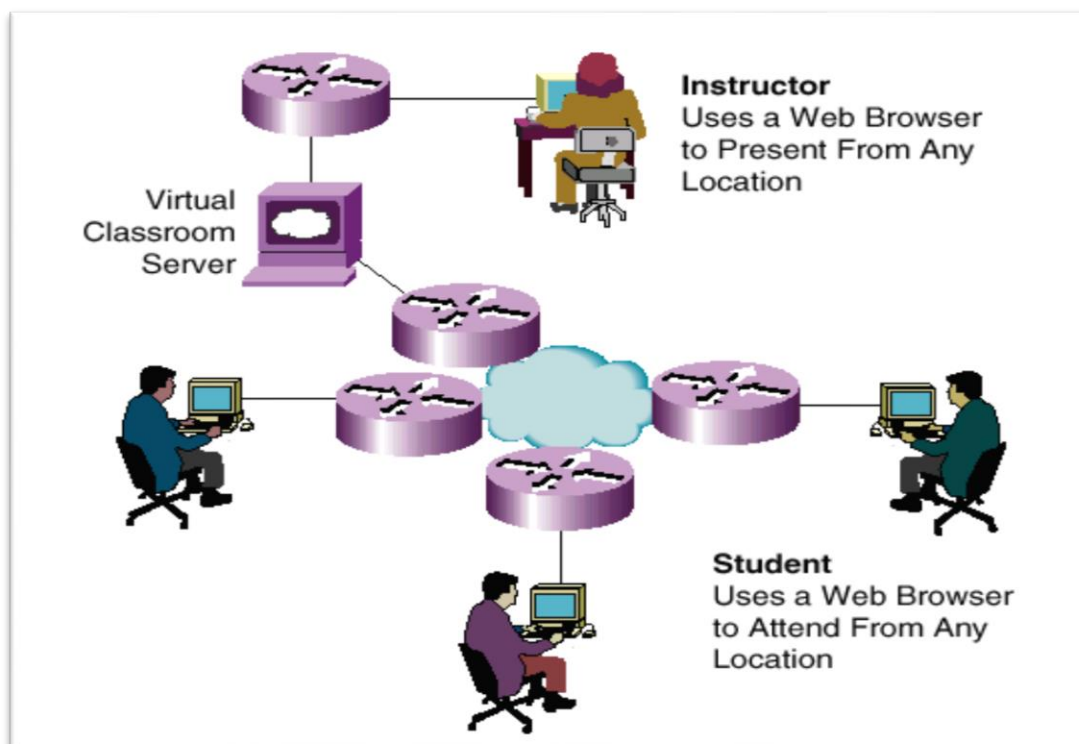 Instructor
Uses a Web Browser
to Present From Any
Location
Virtual
Classroom
Server
Student
Uses a Web Browser
to Attend From Any
Location